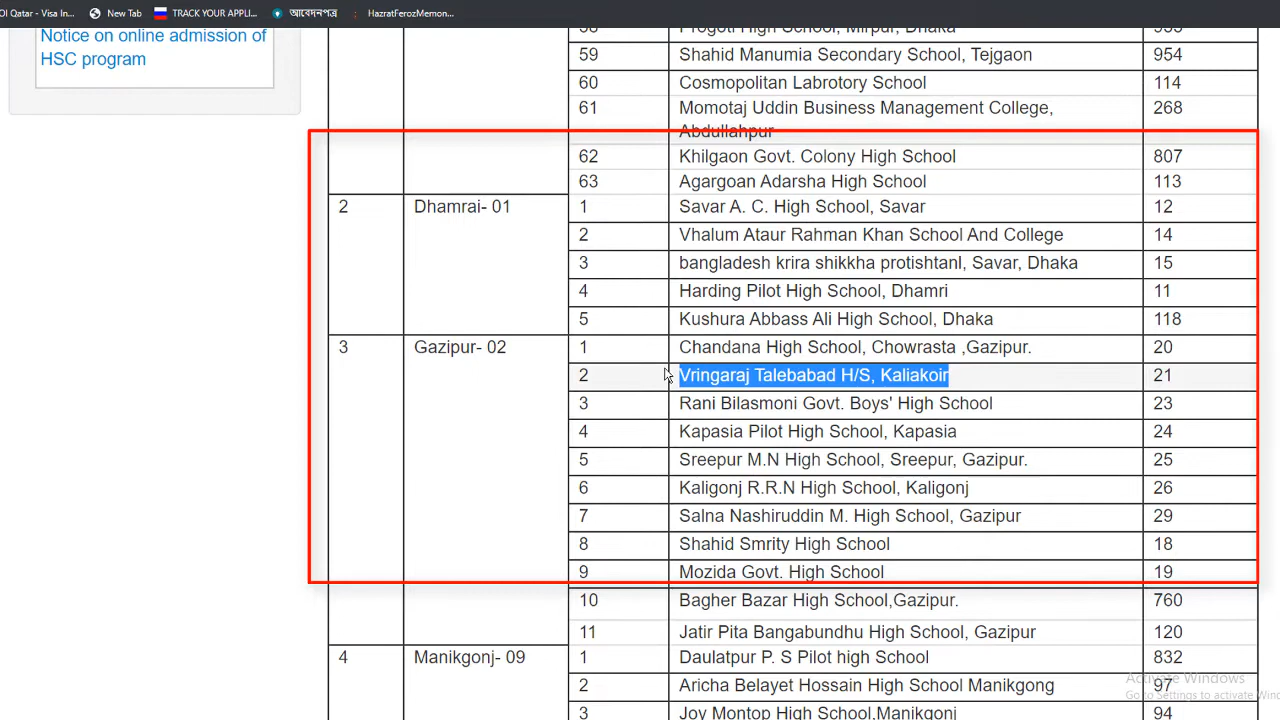 OI Qatar - Visa In... New Tab TRACK YOUR APPLI... আবেদনপত্র HazratFerozMemon...
Notice on online admission of
HSC program
58 Progoti High School, Mirpur, Dhaka 953
59 Shahid Manumia Secondary School, Tejgaon 954
60 Cosmopolitan Labrotory School 114
61 Momotaj Uddin Business Management College, 268
Abdullahpur
62 Khilgaon Govt. Colony High School 807
63 Agargoan Adarsha High School 113
2 Dhamrai- 01 1 Savar A. C. High School, Savar 12
2 Vhalum Ataur Rahman Khan School And College 14
3 bangladesh krira shikkha protishtanl, Savar, Dhaka 15
4 Harding Pilot High School, Dhamri 11
5 Kushura Abbass Ali High School, Dhaka 118
3 Gazipur- 02 1 Chandana High School, Chowrasta ,Gazipur. 20
2 Vringaraj Talebabad H/S, Kaliakoir 21
3 Rani Bilasmoni Govt. Boys' High School 23
4 Kapasia Pilot High School, Kapasia 24
5 Sreepur M.N High School, Sreepur, Gazipur. 25
6 Kaligonj R.R.N High School, Kaligonj 26
7 Salna Nashiruddin M. High School, Gazipur 29
8 Shahid Smrity High School 18
9 Mozida Govt. High School 19
10 Bagher Bazar High School,Gazipur. 760
11 Jatir Pita Bangabundhu High School, Gazipur 120
4 Manikgonj- 09 1 Daulatpur P. S Pilot high School 832
Activate Windows
2 Aricha Belayet Hossain High School Manikgong 97
Go to Settings to activate Win
3 Joy Montop High School,Manikgonj 94